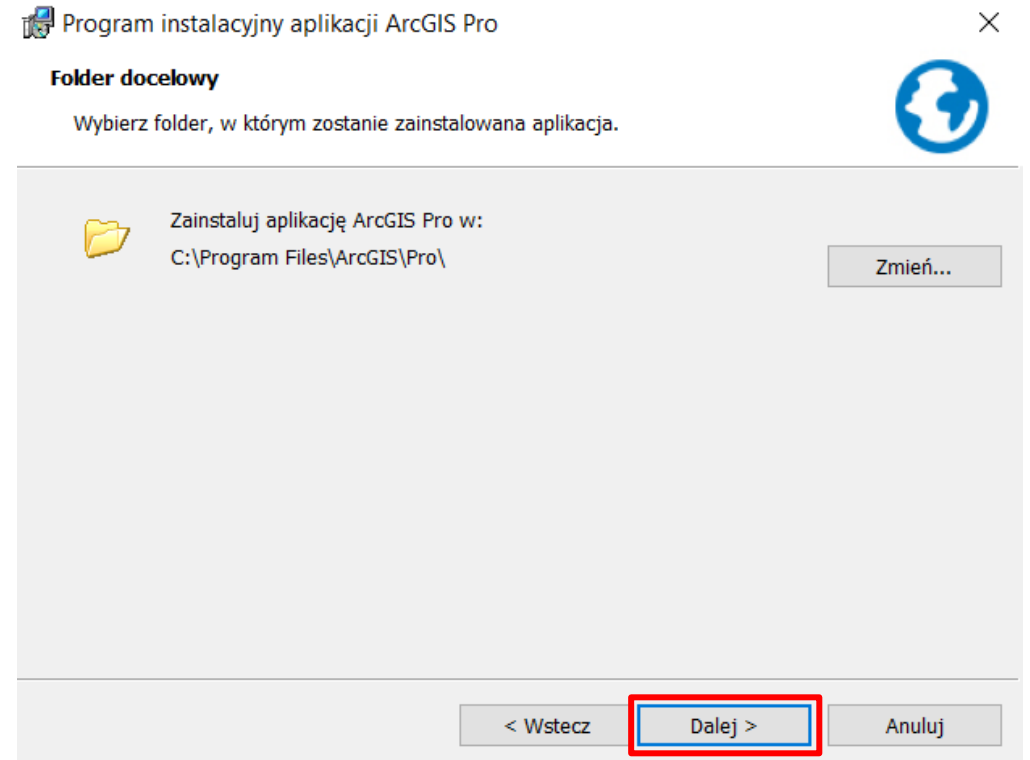 Program instalacyjny aplikacji ArcGIS Pro
Folder docelowy
Wybierz folder, w którym zostanie zainstalowana aplikacja.
Zainstaluj aplikację ArcGIS Pro w:
C:\Program Files\ArcGIS\Pro\
Zmień...
< Wstecz
Dalej >
Anuluj